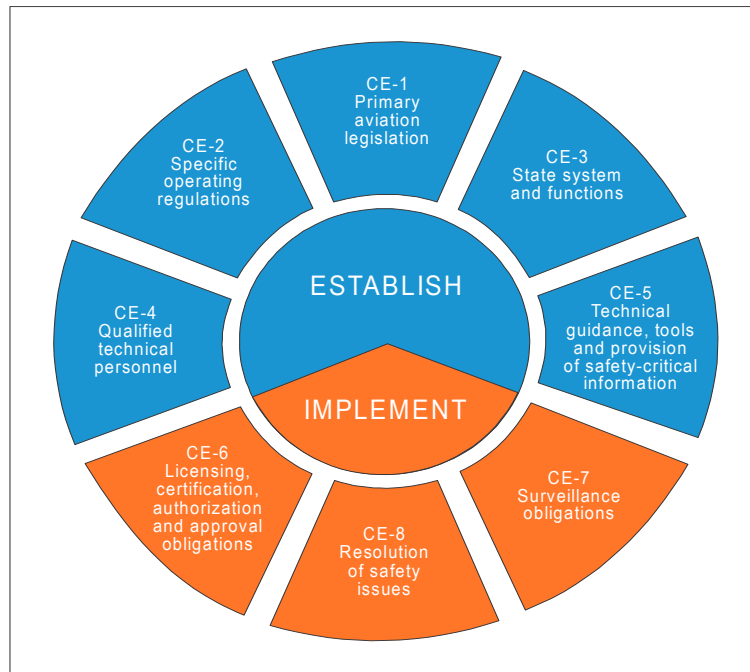 CE-1
Primary
aviation
legislation
CE-2
Specific
operating
regulations
CE-3
State system
and functions
CE-4
Qualified
technical
personnel
ESTABLISH
CE-5
Technical
guidance, tools
and provision
of safety-critical
information
IMPLEMENT
CE-6
Licensing,
certification,
authorization
and approval
obligations
CE-7
Surveillance
obligations
CE-8
Resolution
of safety
issues